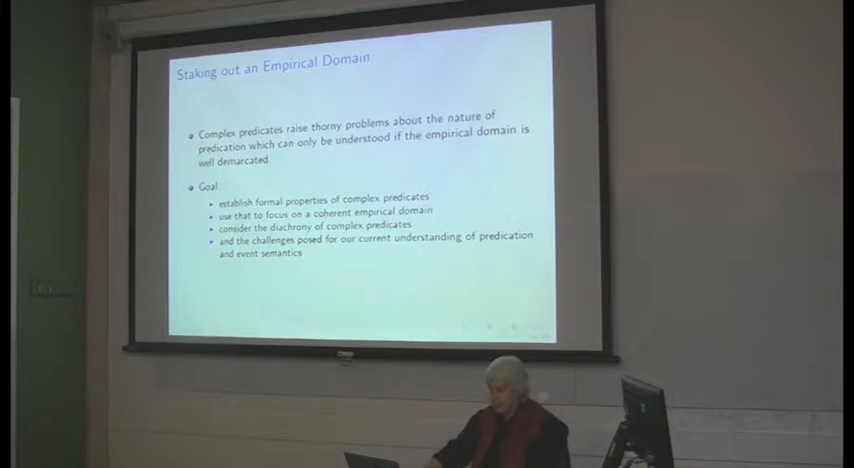 Staking out an Empirical Domain
Complex predicates raise thorny problems about the nature of
predication which can only be understood if the empirical domain is
well demarcated
Goal
establish formal properties of complex predicates
use that to focus on a coherent empirical domain
consider the diachrony of complex predicates
and the challenges posed for our current understanding of predication
and event semantics